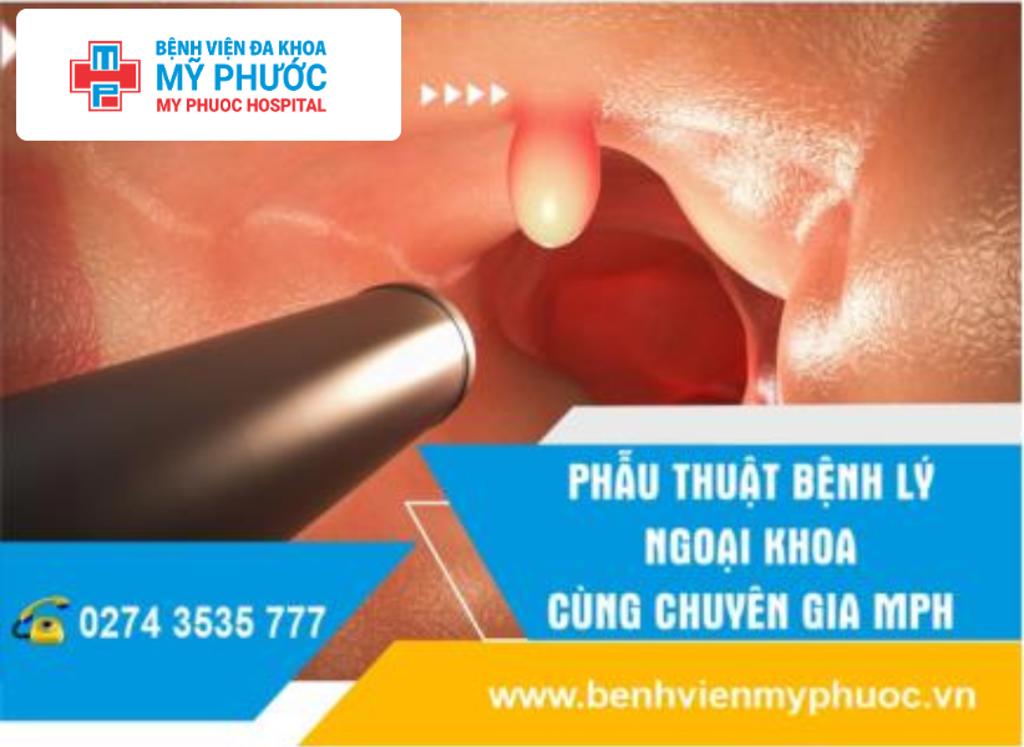 BỆNH VIỆN ĐA KHOA
MỸ PHƯỚC
MY PHUOC HOSPITAL
PHẪU THUẬT BỆNH LÝ
NGOẠI KHOA
CÙNG CHUYÊN GIA MPH
0274 3535 777
www.benhvienmyphuoc.vn